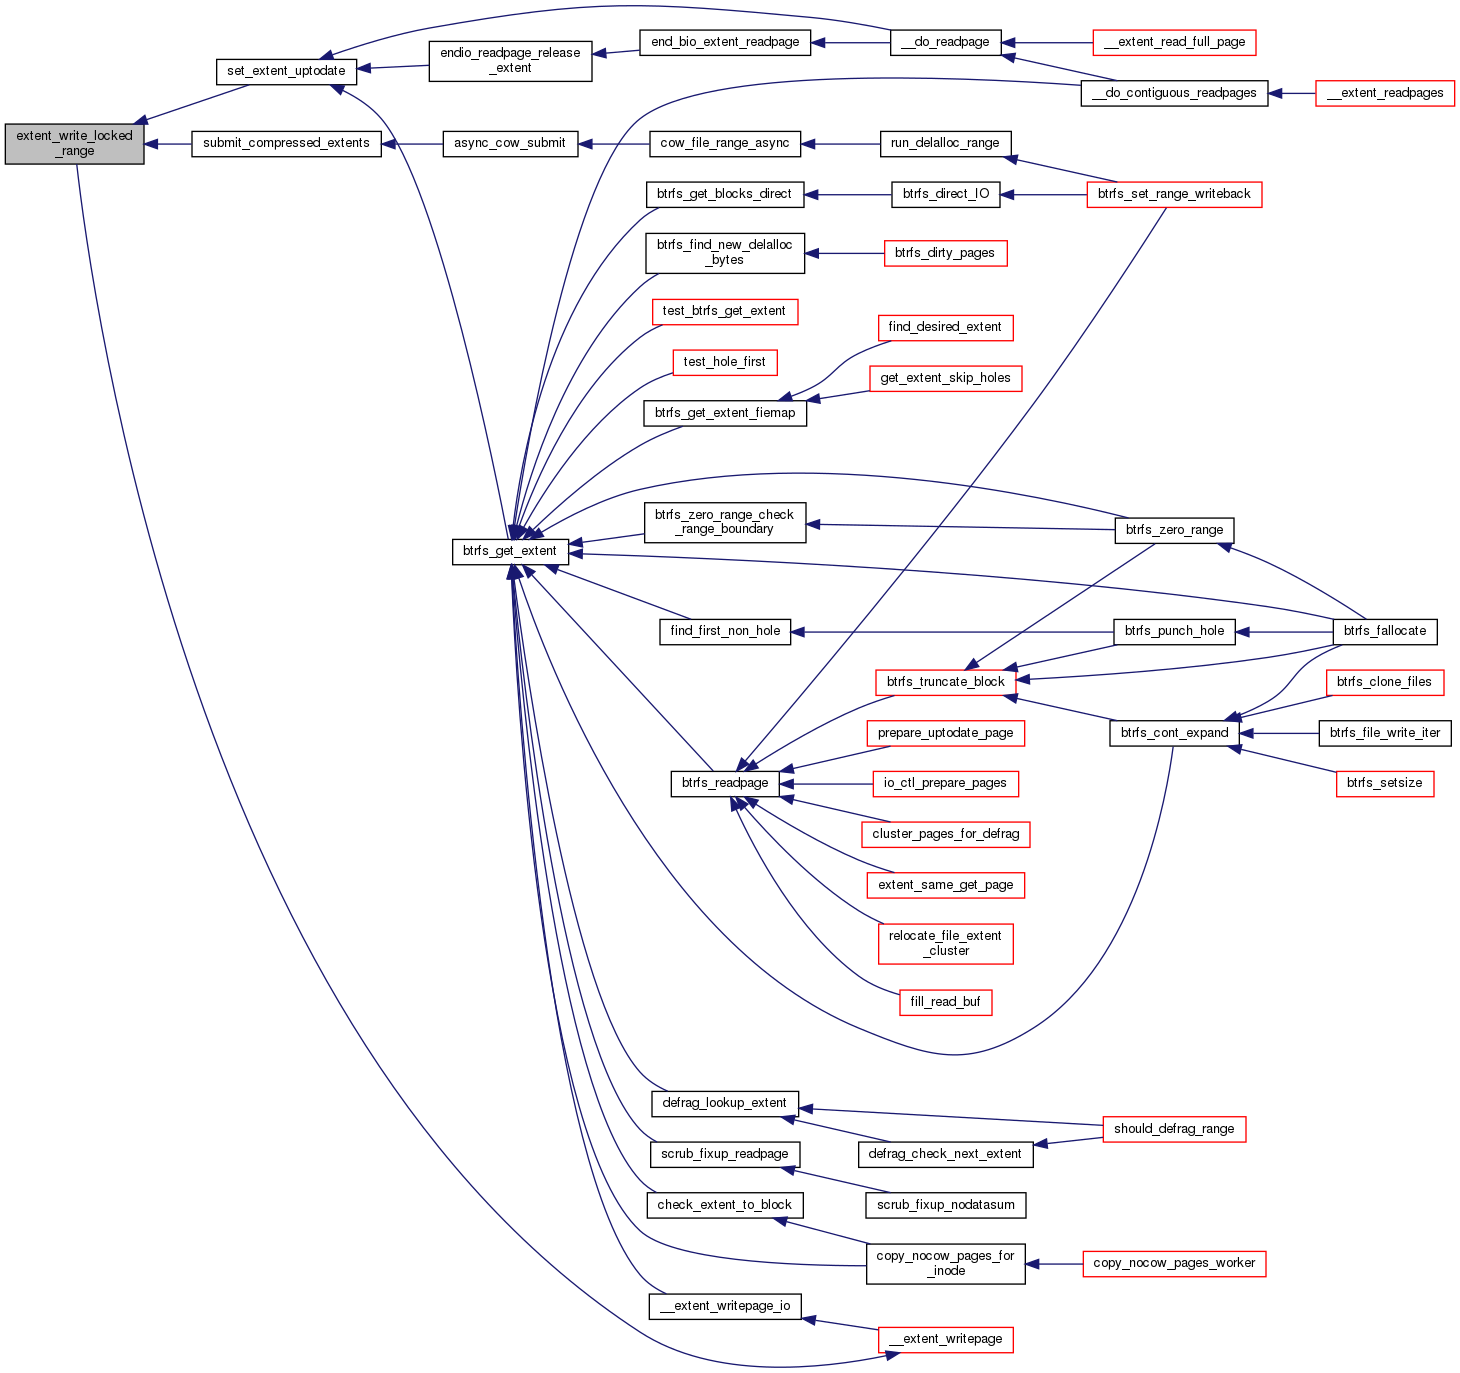 extent_write_locked
_range
set_extent_uptodate
submit_compressed_extents
endio_readpage_release
_extent
async_cow_submit
btrfs_get_extent
end_bio_extent_readpage
cow_file_range_async
btrfs_get_blocks_direct
btrfs_find_new_delalloc
_bytes
test_btrfs_get_extent
test_hole_first
btrfs_get_extent_fiemap
btrfs_zero_range_check
_range_boundary
find_first_non_hole
btrfs_readpage
defrag_lookup_extent
scrub_fixup_readpage
check_extent_to_block
__extent_writepage_io
__do_readpage
run_delalloc_range
btrfs_direct_IO
btrfs_dirty_pages
find_desired_extent
get_extent_skip_holes
btrfs_truncate_block
prepare_uptodate_page
io_ctl_prepare_pages
cluster_pages_for_defrag
extent_same_get_page
relocate_file_extent
_cluster
fill_read_buf
defrag_check_next_extent
scrub_fixup_nodatasum
copy_nocow_pages_for
_inode
__extent_writepage
__extent_read_full_page
__do_contiguous_readpages
btrfs_set_range_writeback
btrfs_zero_range
btrfs_punch_hole
btrfs_cont_expand
should_defrag_range
copy_nocow_pages_worker
__extent_readpages
btrfs_fallocate
btrfs_clone_files
btrfs_file_write_iter
btrfs_setsize